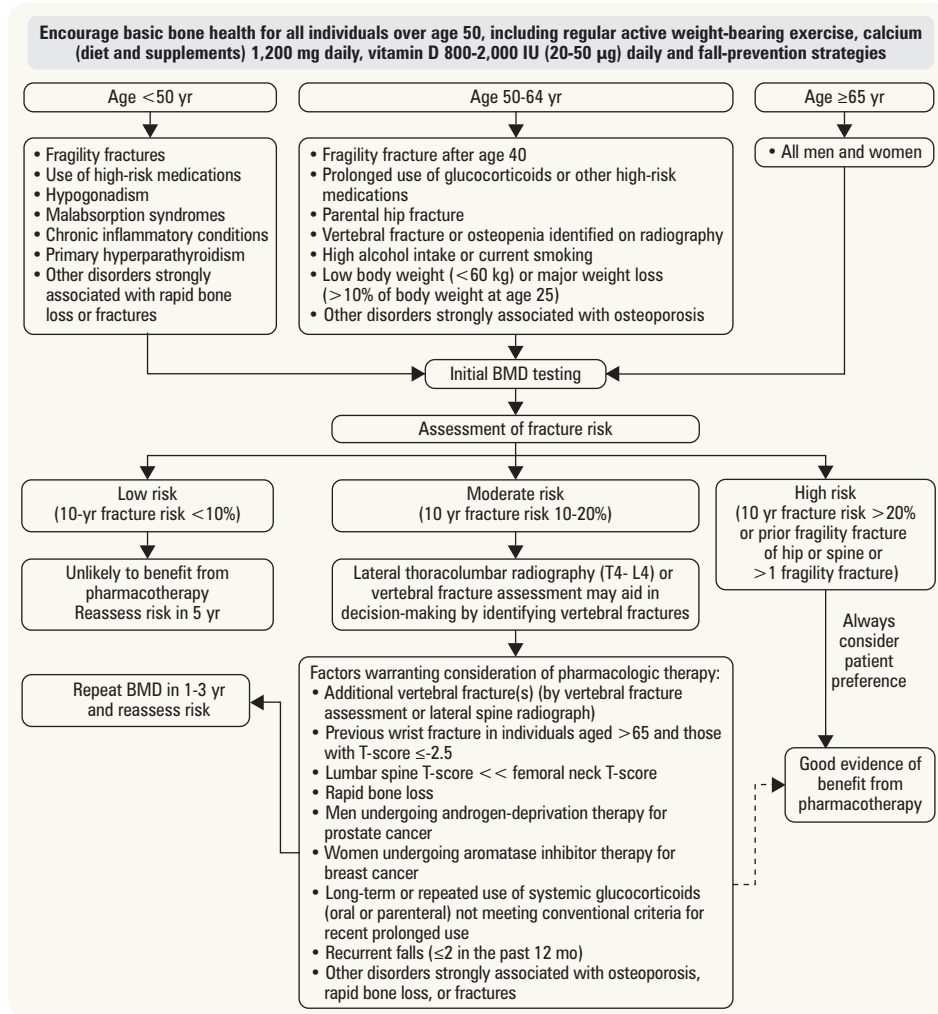 Encourage basic bone health for all individuals over age 50, including regular active weight-bearing exercise, calcium
(diet and supplements) 1,200 mg daily, vitamin D 800-2,000 IU (20-50 µg) daily and fall-prevention strategies
Age <50 yr
• Fragility fractures
• Use of high-risk medications
• Hypogonadism
• Malabsorption syndromes
• Chronic inflammatory conditions
• Primary hyperparathyroidism
• Other disorders strongly
associated with rapid bone
loss or fractures
Age 50-64 yr
• Fragility fracture after age 40
• Prolonged use of glucocorticoids or other high-risk
medications
• Parental hip fracture
• Vertebral fracture or osteopenia identified on radiography
• High alcohol intake or current smoking
• Low body weight (<60 kg) or major weight loss
(>10% of body weight at age 25)
• Other disorders strongly associated with osteoporosis
Age ≥65 yr
• All men and women
Initial BMD testing
Assessment of fracture risk
Low risk
(10-yr fracture risk <10%)
Unlikely to benefit from
pharmacotherapy
Reassess risk in 5 yr
Moderate risk
(10 yr fracture risk 10-20%)
Lateral thoracolumbar radiography (T4- L4) or
vertebral fracture assessment may aid in
decision-making by identifying vertebral fractures
High risk
(10 yr fracture risk >20%
or prior fragility fracture
of hip or spine or
>1 fragility fracture)
Always
consider
patient
preference
Factors warranting consideration of pharmacologic therapy:
• Additional vertebral fracture(s) (by vertebral fracture
assessment or lateral spine radiograph)
• Previous wrist fracture in individuals aged >65 and those
with T-score ≤-2.5
• Lumbar spine T-score << femoral neck T-score
• Rapid bone loss
• Men undergoing androgen-deprivation therapy for
prostate cancer
• Women undergoing aromatase inhibitor therapy for
breast cancer
• Long-term or repeated use of systemic glucocorticoids
(oral or parenteral) not meeting conventional criteria for
recent prolonged use
• Recurrent falls (≤2 in the past 12 mo)
• Other disorders strongly associated with osteoporosis,
rapid bone loss, or fractures
Repeat BMD in 1-3 yr
and reassess risk
Good evidence of
benefit from
pharmacotherapy